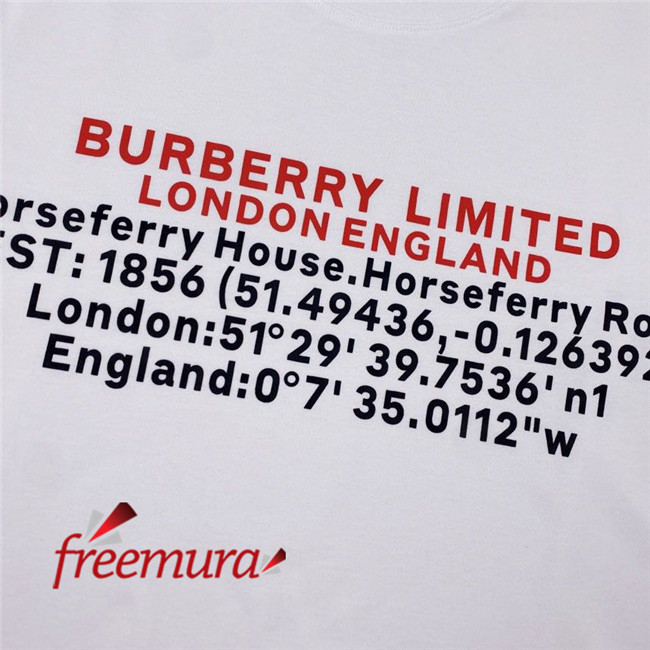 BURBERRY LIMITED
LONDON ENGLAND
orseferry House.Horseferry Ro
EST: 1856 (51.49436,-0.126392
London:51°29' 39.7536' n1
England:0°7' 35.0112"w
freemura